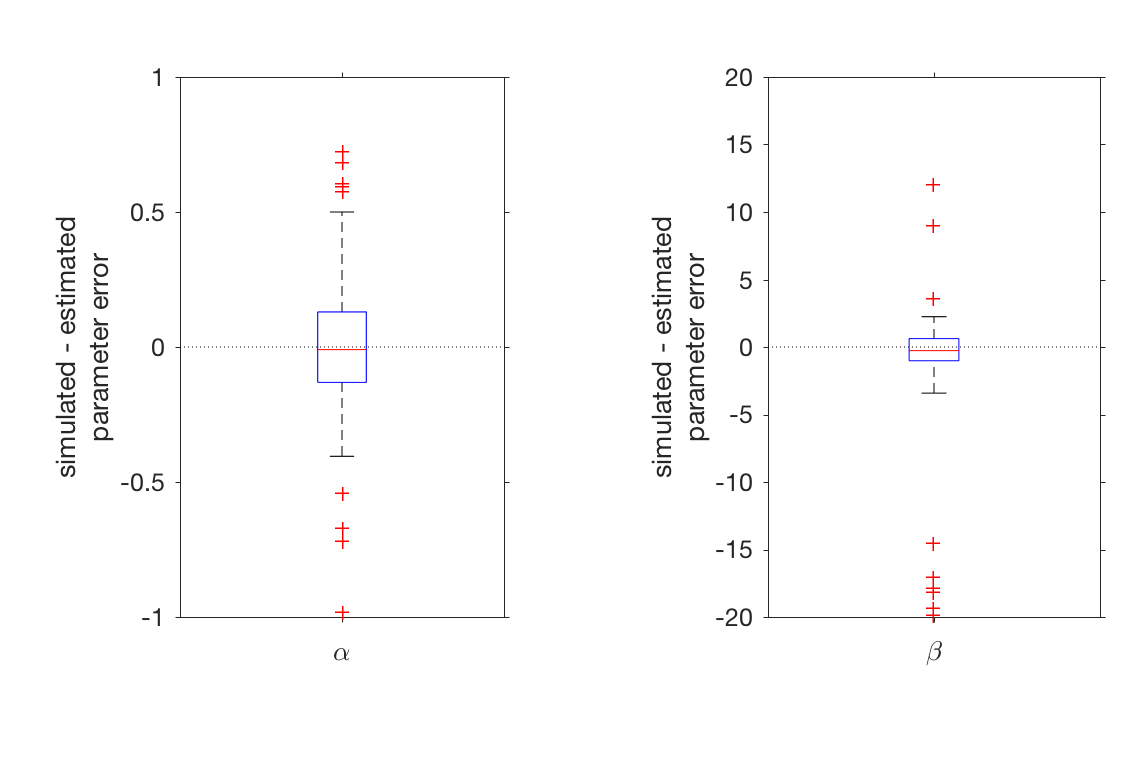 simulated - estimated
parameter error
1
0.5
0
-0.5
-1
α
simulated - estimated
parameter error
20
15
10
5
0
-5
-10
-15
-20
β